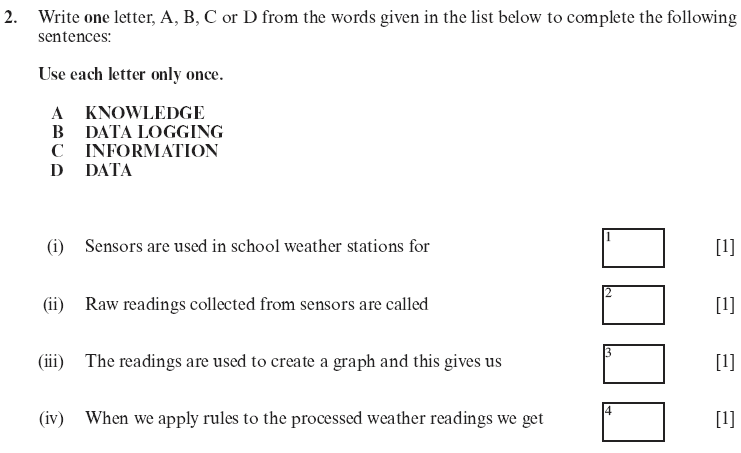 2. Write one letter, A, B, C or D from the words given in the list below to complete the following
sentences:
Use each letter only once.
A KNOWLEDGE
B DATA LOGGING
C INFORMATION
D DATA
(i) Sensors are used in school weather stations for 1 [1]
(ii) Raw readings collected from sensors are called 2 [1]
(iii) The readings are used to create a graph and this gives us 3 [1]
(iv) When we apply rules to the processed weather readings we get 4 [1]